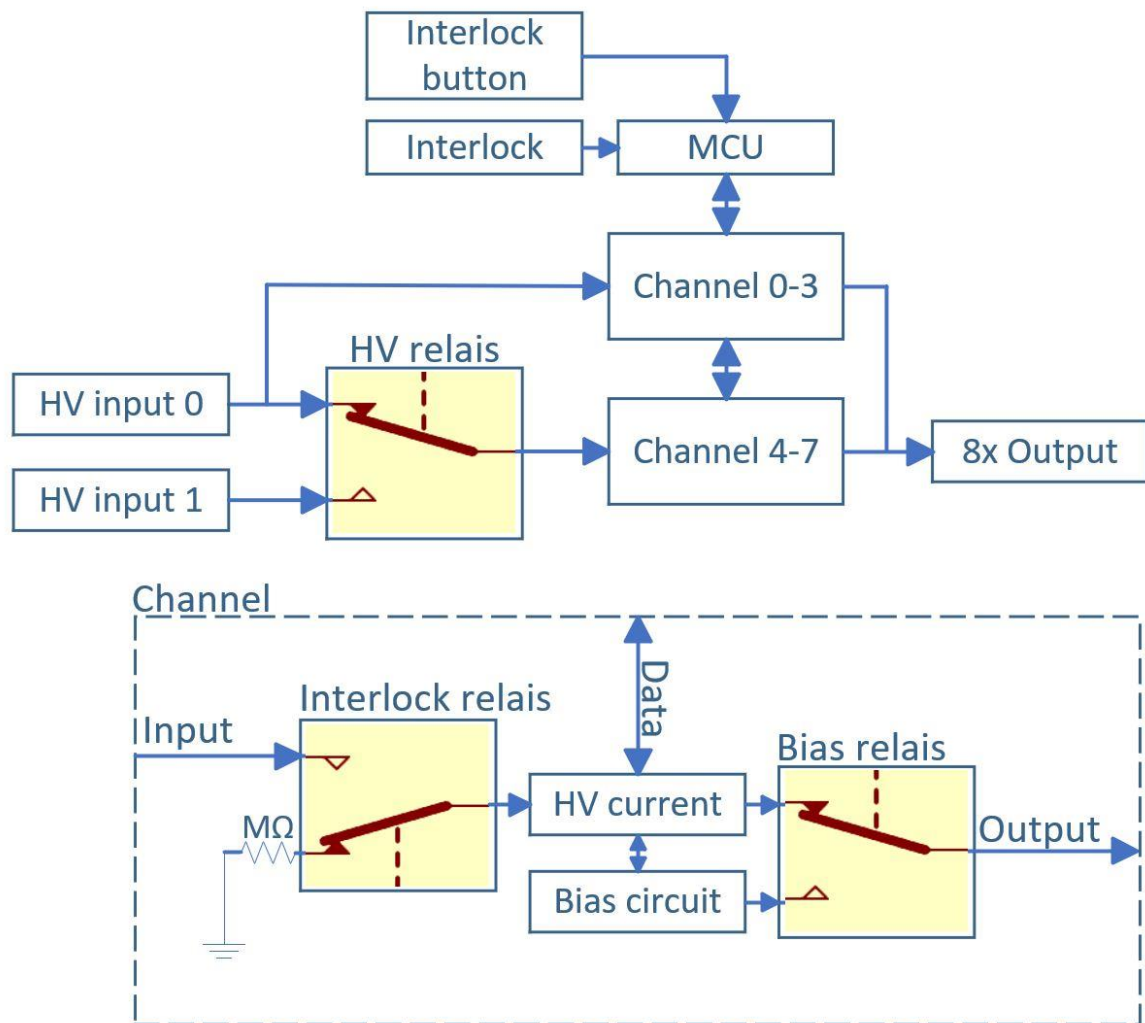 Interlock
button
Interlock
MCU
Channel 0-3
HV relais
HV input 0
Channel 4-7
8x Output
HV input 1
Channel
Data
Interlock relais
Input
Bias relais
HV current
MΩ
Output
Bias circuit